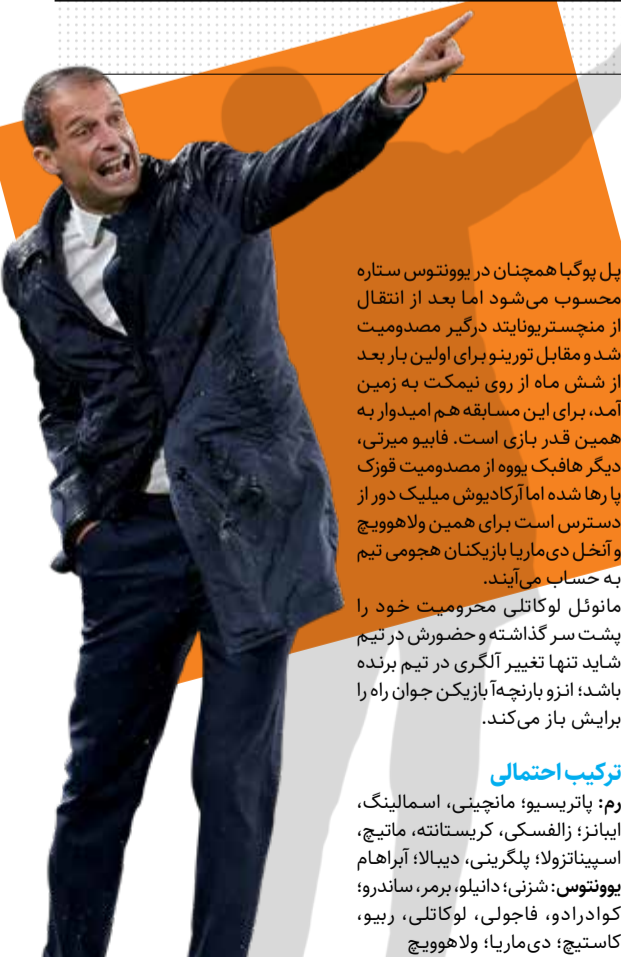 پل پوگبا همچنان در یوونتوس ستاره
محسوب می‌شود اما بعد از انتقال
از منچستریونایتد درگیر مصدومیت
شد و مقابل تورینو برای اولین بار بعد
از شش ماه از روی نیمکت به زمین
آمد، برای این مسابقه هم امیدوار به
همین قدر بازی است. فابیو میرتی،
دیگر هافبک یووه از مصدومیت قوزک
پا رها شده اما آرکادیوش میلیک دور از
دسترس است برای همین ولاهوویچ
و آنخل دی‌ماریا بازیکنان هجومی تیم
به حساب می‌آیند.
مانوئل لوکاتلی محرومیت خود را
پشت سر گذاشته و حضورش در تیم
شاید تنها تغییر آلگری در تیم برنده
باشد؛ انزو بارنچه‌آ بازیکن جوان راه را
برایش باز می‌کند.
ترکیب احتمالی
رم: پاتریسیو؛ مانچینی، اسمالینگ،
ایبانز؛ زالفسکی، کریستانته، ماتیچ،
اسپیناتزولا؛ پلگرینی، دیبالا؛ آبراهام
یوونتوس: شزنی؛ دانیلو، برمر، ساندرو؛
کوادرادو، فاجولی، لوکاتلی، ربیو،
کاستیچ؛ دی‌ماریا؛ ولاهوویچ